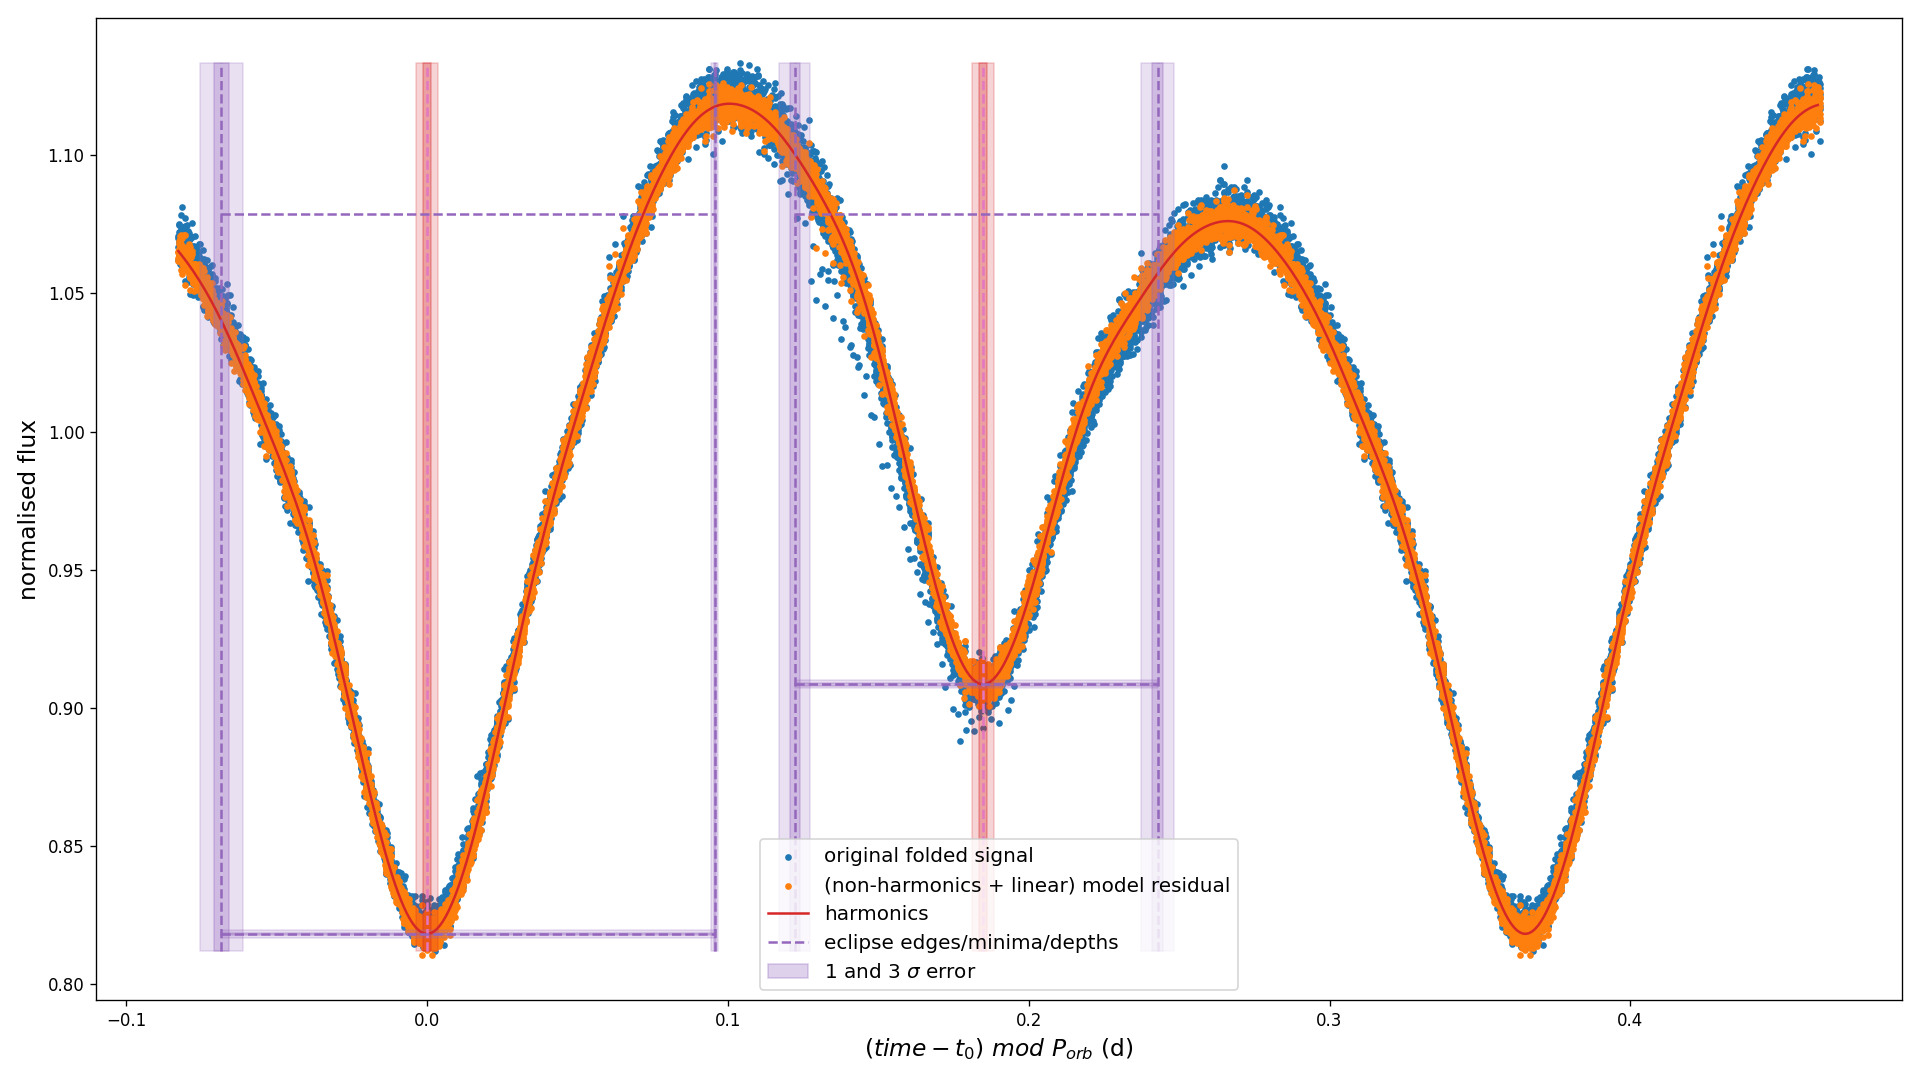 normalised flux
1.10
1.05
1.00
0.95
0.90
0.85
0.80
−0.1
0.0
0.1
0.2
0.3
0.4
(time − t₀) mod P_orb (d)
original folded signal
(non-harmonics + linear) model residual
harmonics
eclipse edges/minima/depths
1 and 3 σ error